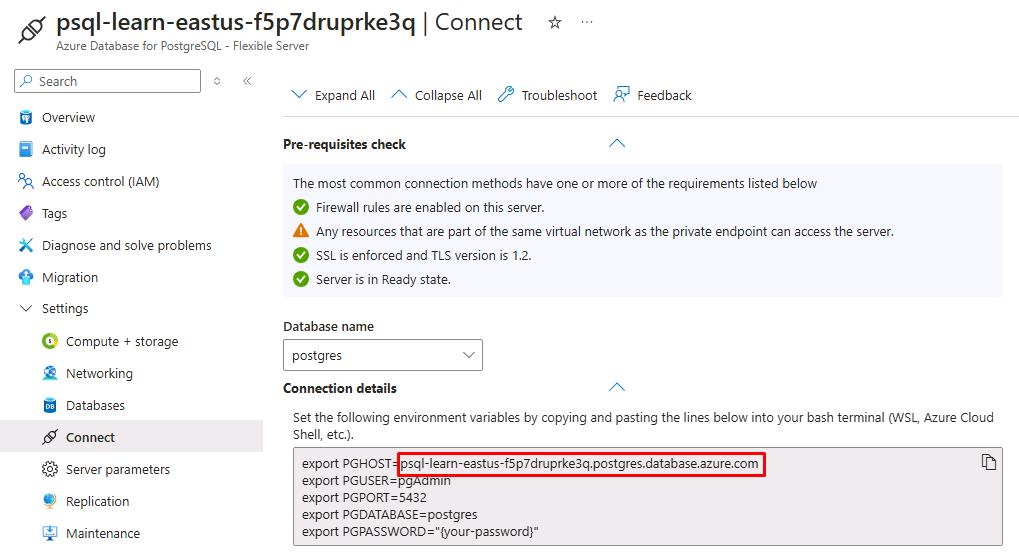 psql-learn-eastus-f5p7druprke3q | Connect
Azure Database for PostgreSQL - Flexible Server
Search
Overview
Activity log
Access control (IAM)
Tags
Diagnose and solve problems
Migration
Settings
Compute + storage
Networking
Databases
Connect
Server parameters
Replication
Maintenance
Expand All Collapse All Troubleshoot Feedback
Pre-requisites check
The most common connection methods have one or more of the requirements listed below
Firewall rules are enabled on this server.
Any resources that are part of the same virtual network as the private endpoint can access the server.
SSL is enforced and TLS version is 1.2.
Server is in Ready state.
Database name
postgres
Connection details
Set the following environment variables by copying and pasting the lines below into your bash terminal (WSL, Azure Cloud
Shell, etc.).
export PGHOST=psql-learn-eastus-f5p7druprke3q.postgres.database.azure.com
export PGUSER=pgAdmin
export PGPORT=5432
export PGDATABASE=postgres
export PGPASSWORD="{your-password}"